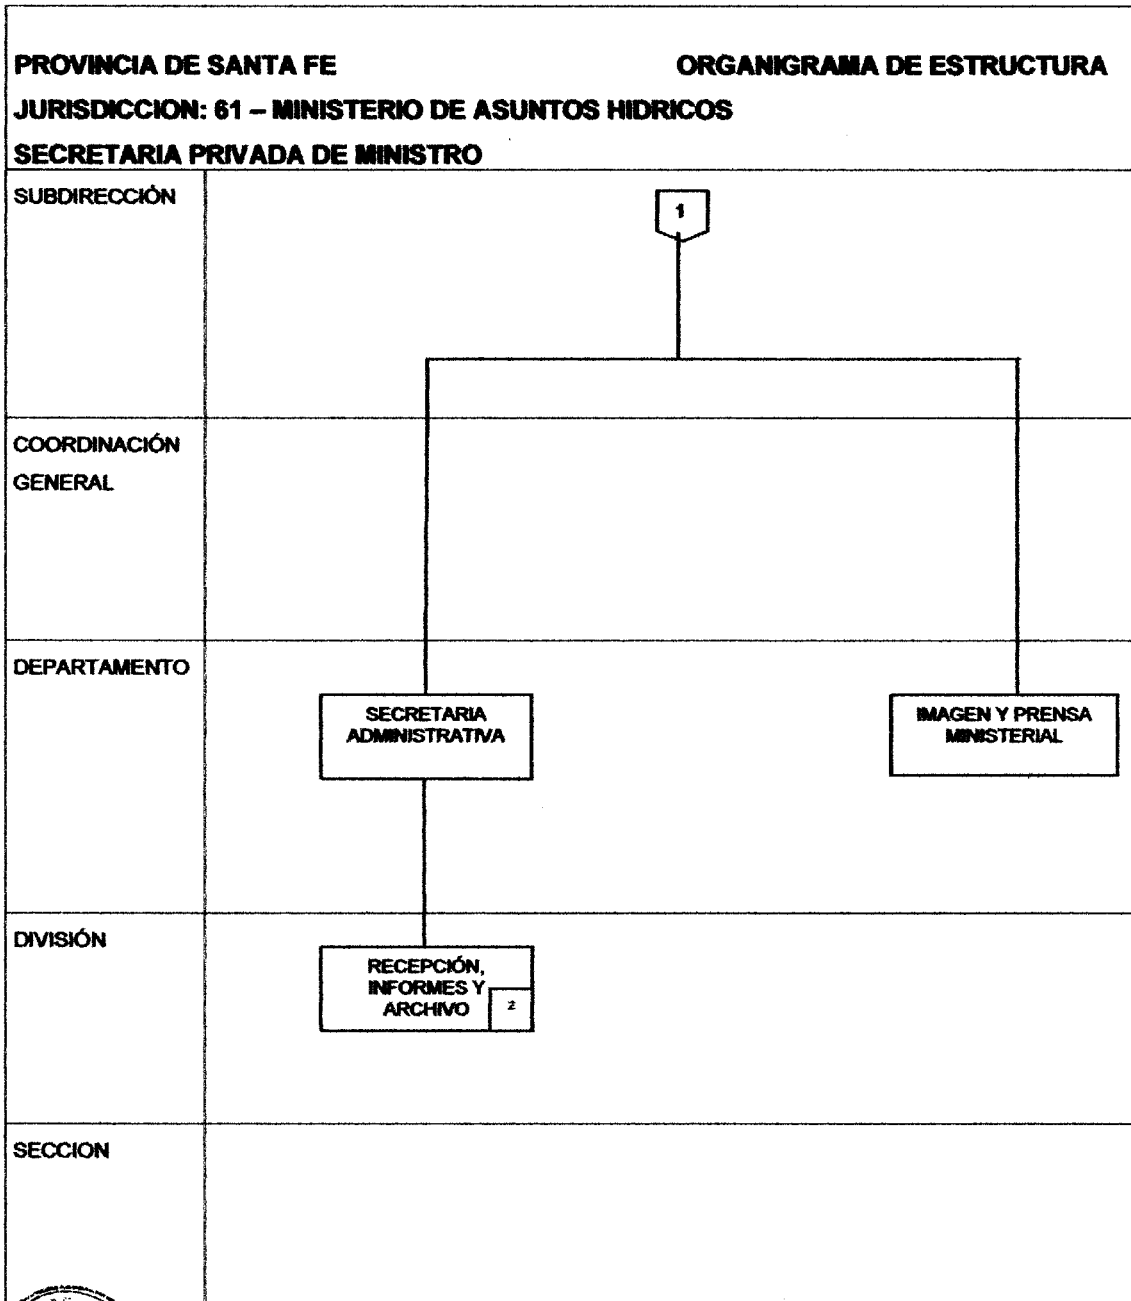 PROVINCIA DE SANTA FE ORGANIGRAMA DE ESTRUCTURA
JURISDICCION: 61 – MINISTERIO DE ASUNTOS HIDRICOS
SECRETARIA PRIVADA DE MINISTRO
SUBDIRECCIÓN
1
COORDINACIÓN
GENERAL
DEPARTAMENTO
SECRETARIA
ADMINISTRATIVA
IMAGEN Y PRENSA
MINISTERIAL
DIVISIÓN
RECEPCIÓN,
INFORMES Y
ARCHIVO
2
SECCION